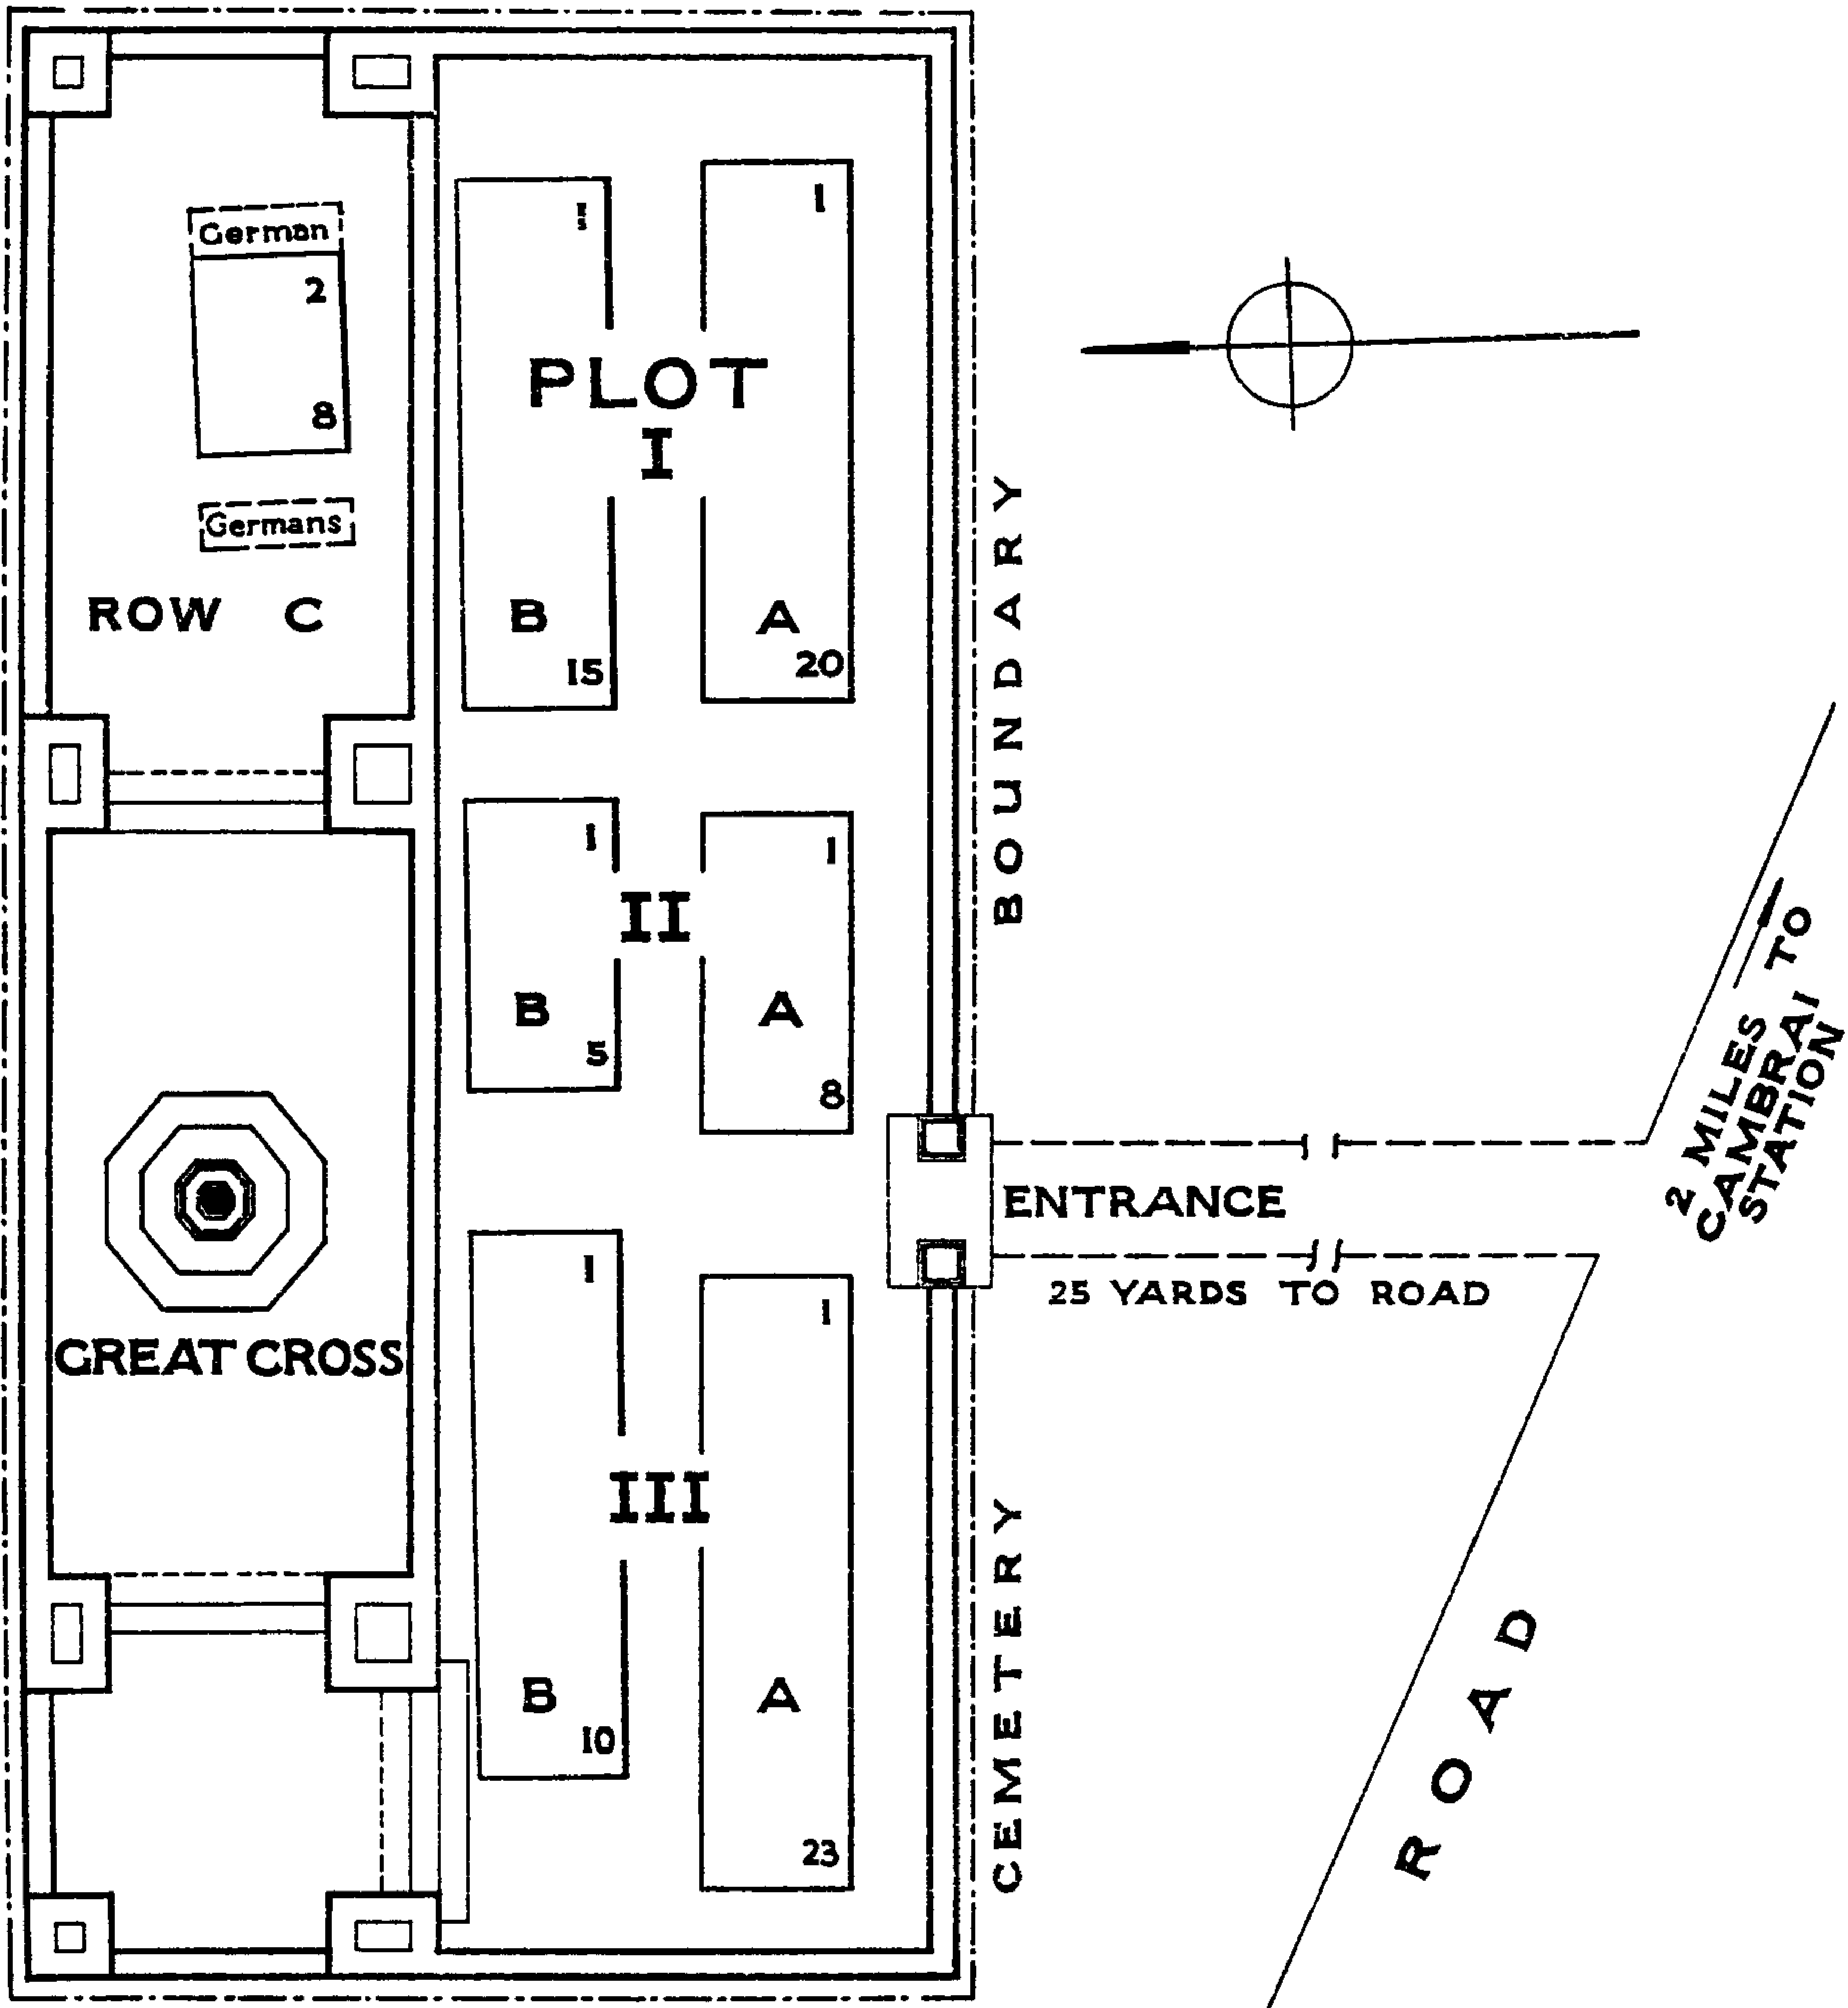 German
2
8
Germans
ROW C
1
1
PLOT
I
B
A
15
20
1
1
II
B
A
5
8
GREAT CROSS
1
1
III
B
A
10
23
CEMETERY BOUNDARY
ENTRANCE
25 YARDS TO ROAD
2 MILES TO
CAMBRAI
STATION
ROAD